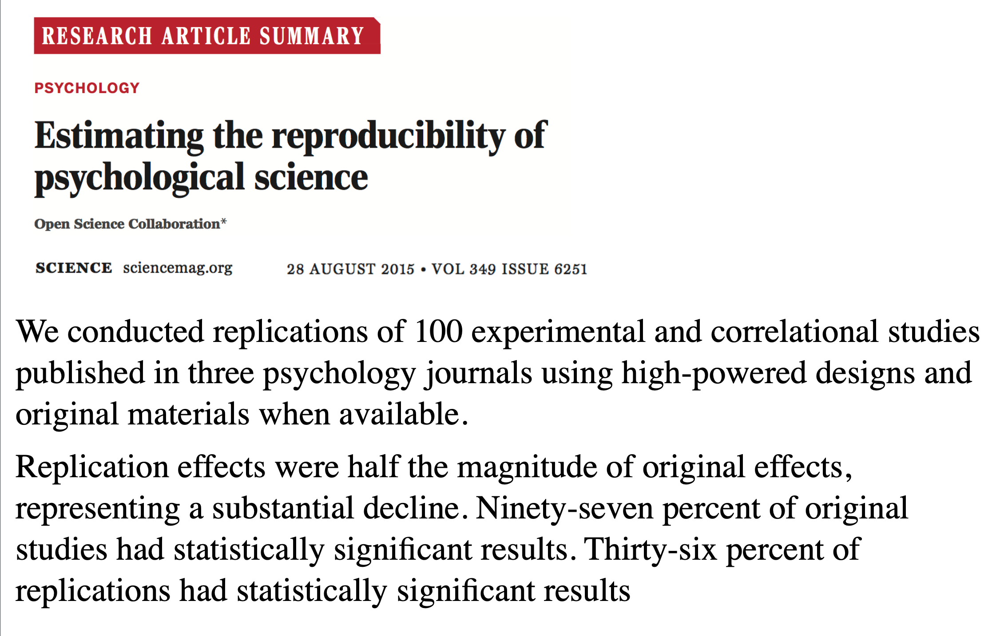 RESEARCH ARTICLE SUMMARY
PSYCHOLOGY
Estimating the reproducibility of
psychological science
Open Science Collaboration*
SCIENCE sciencemag.org 28 AUGUST 2015 • VOL 349 ISSUE 6251
We conducted replications of 100 experimental and correlational studies
published in three psychology journals using high-powered designs and
original materials when available.
Replication effects were half the magnitude of original effects,
representing a substantial decline. Ninety-seven percent of original
studies had statistically significant results. Thirty-six percent of
replications had statistically significant results